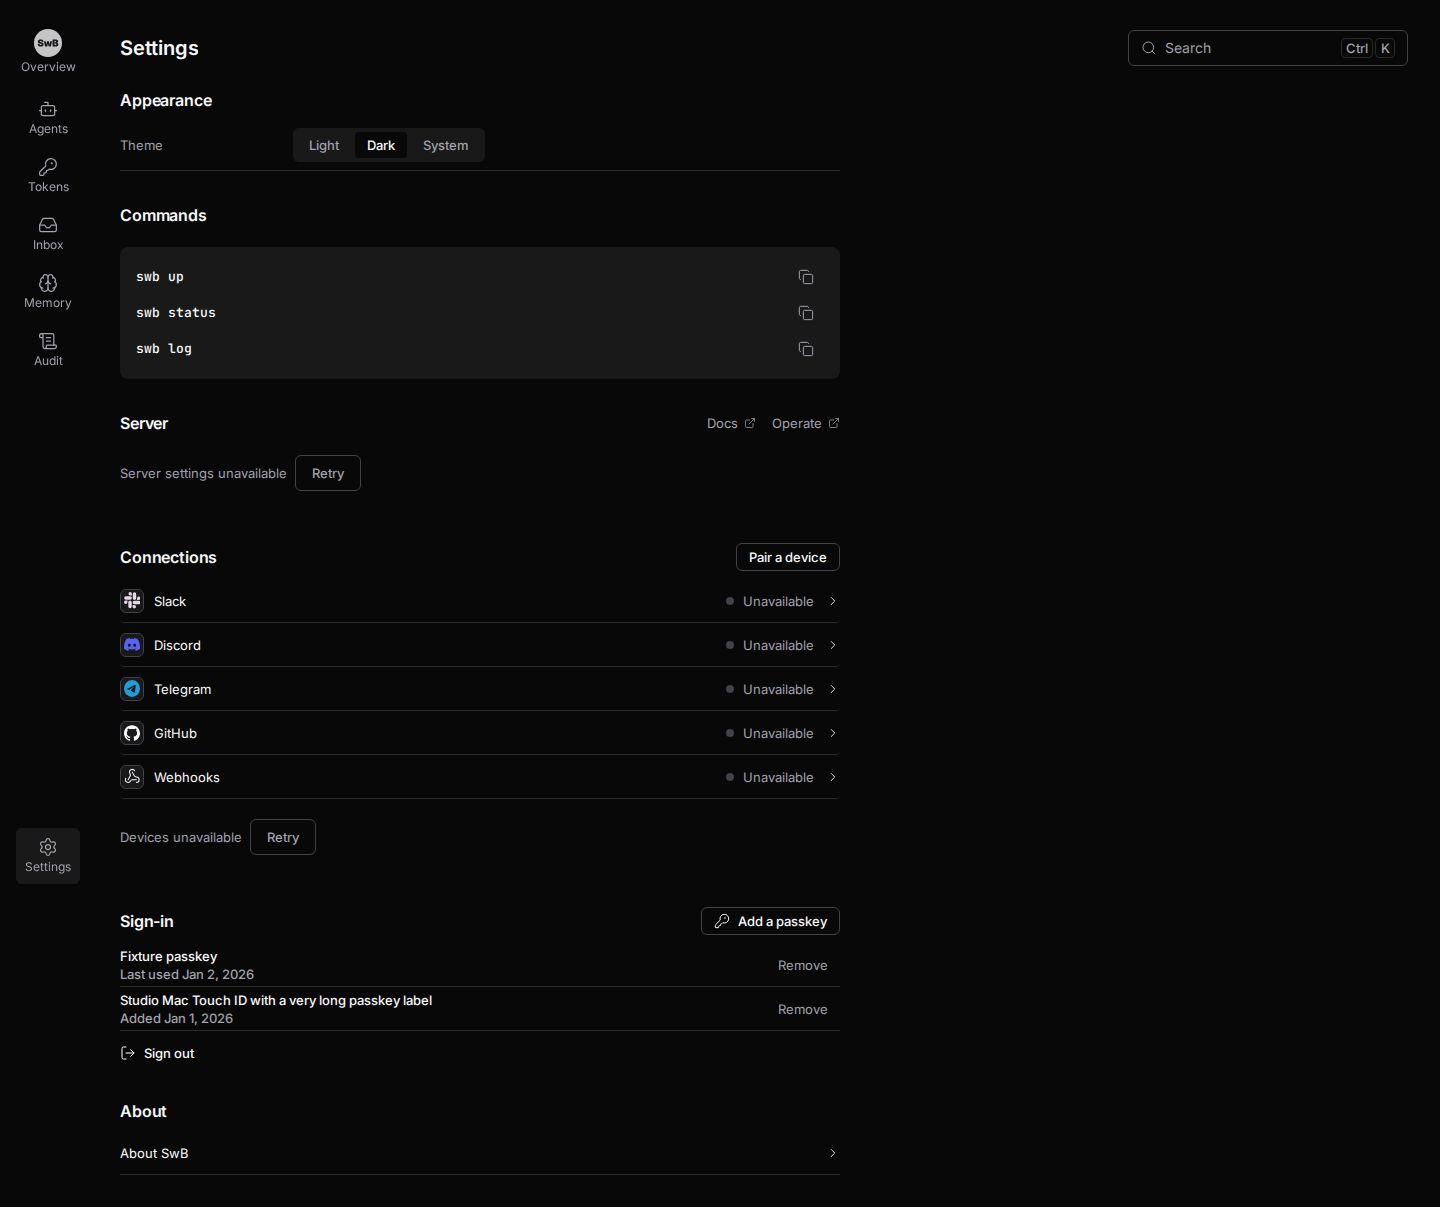 SwB
Overview
Agents
Tokens
Inbox
Memory
Audit
Settings
Settings
Search Ctrl K
Appearance
Theme Light Dark System
Commands
swb up
swb status
swb log
Server Docs Operate
Server settings unavailable Retry
Connections Pair a device
Slack Unavailable
Discord Unavailable
Telegram Unavailable
GitHub Unavailable
Webhooks Unavailable
Devices unavailable Retry
Sign-in Add a passkey
Fixture passkey
Last used Jan 2, 2026 Remove
Studio Mac Touch ID with a very long passkey label
Added Jan 1, 2026 Remove
Sign out
About
About SwB